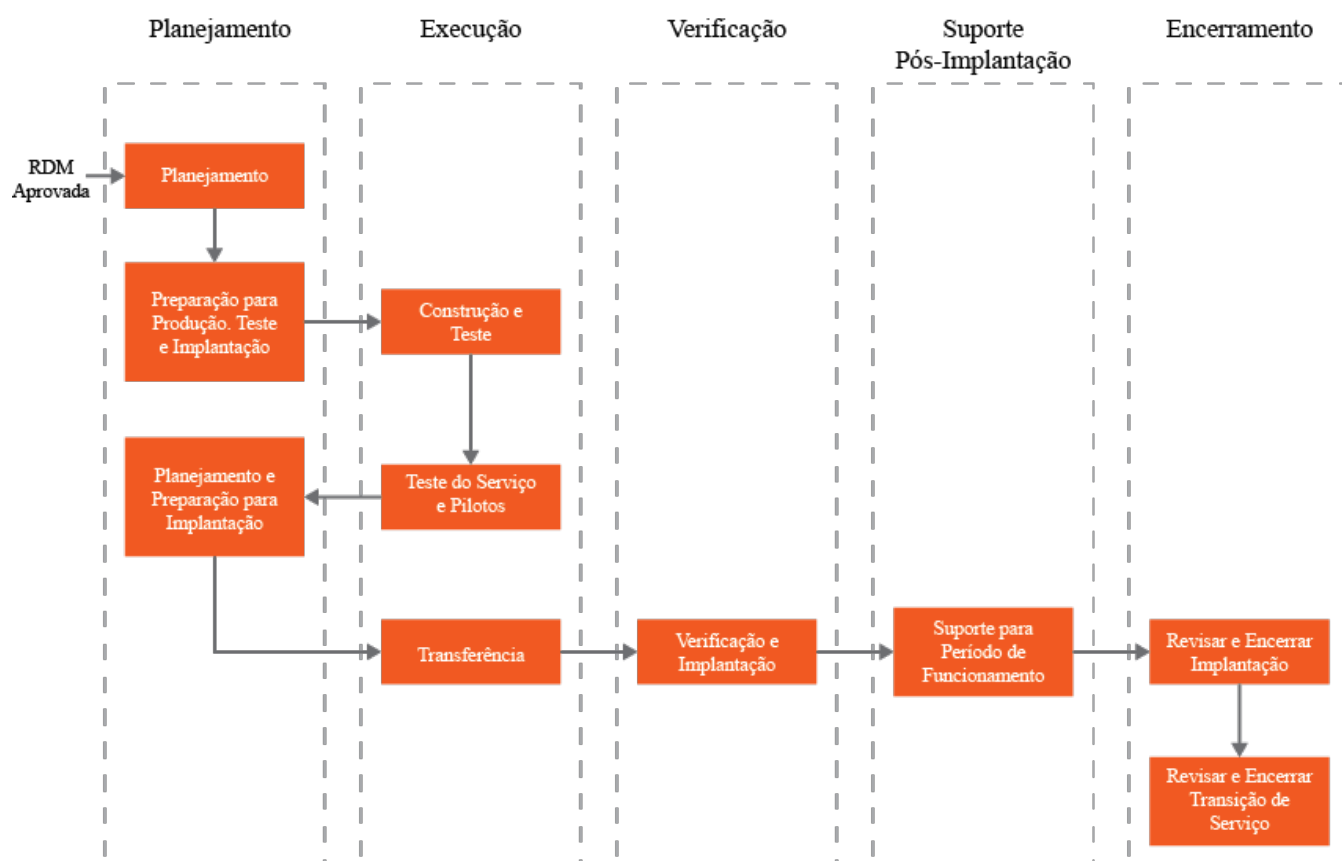 Planejamento
Execução
Verificação
Suporte
Pós-Implantação
Encerramento
RDM
Aprovada
Planejamento
Preparação para
Produção. Teste
e Implantação
Construção e
Teste
Planejamento e
Preparação para
Implantação
Teste do Serviço
e Pilotos
Transferência
Verificação e
Implantação
Suporte para
Período de
Funcionamento
Revisar e Encerrar
Implantação
Revisar e Encerrar
Transição de
Serviço